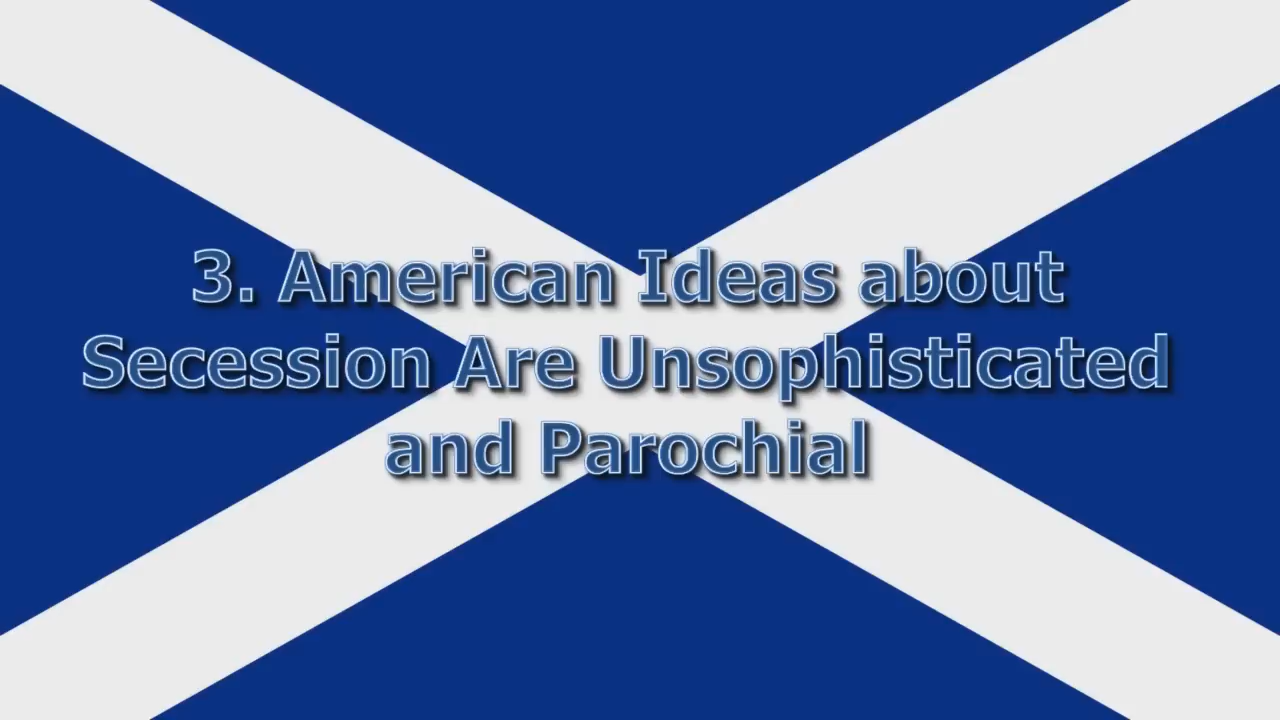 3. American Ideas about
Secession Are Unsophisticated
and Parochial